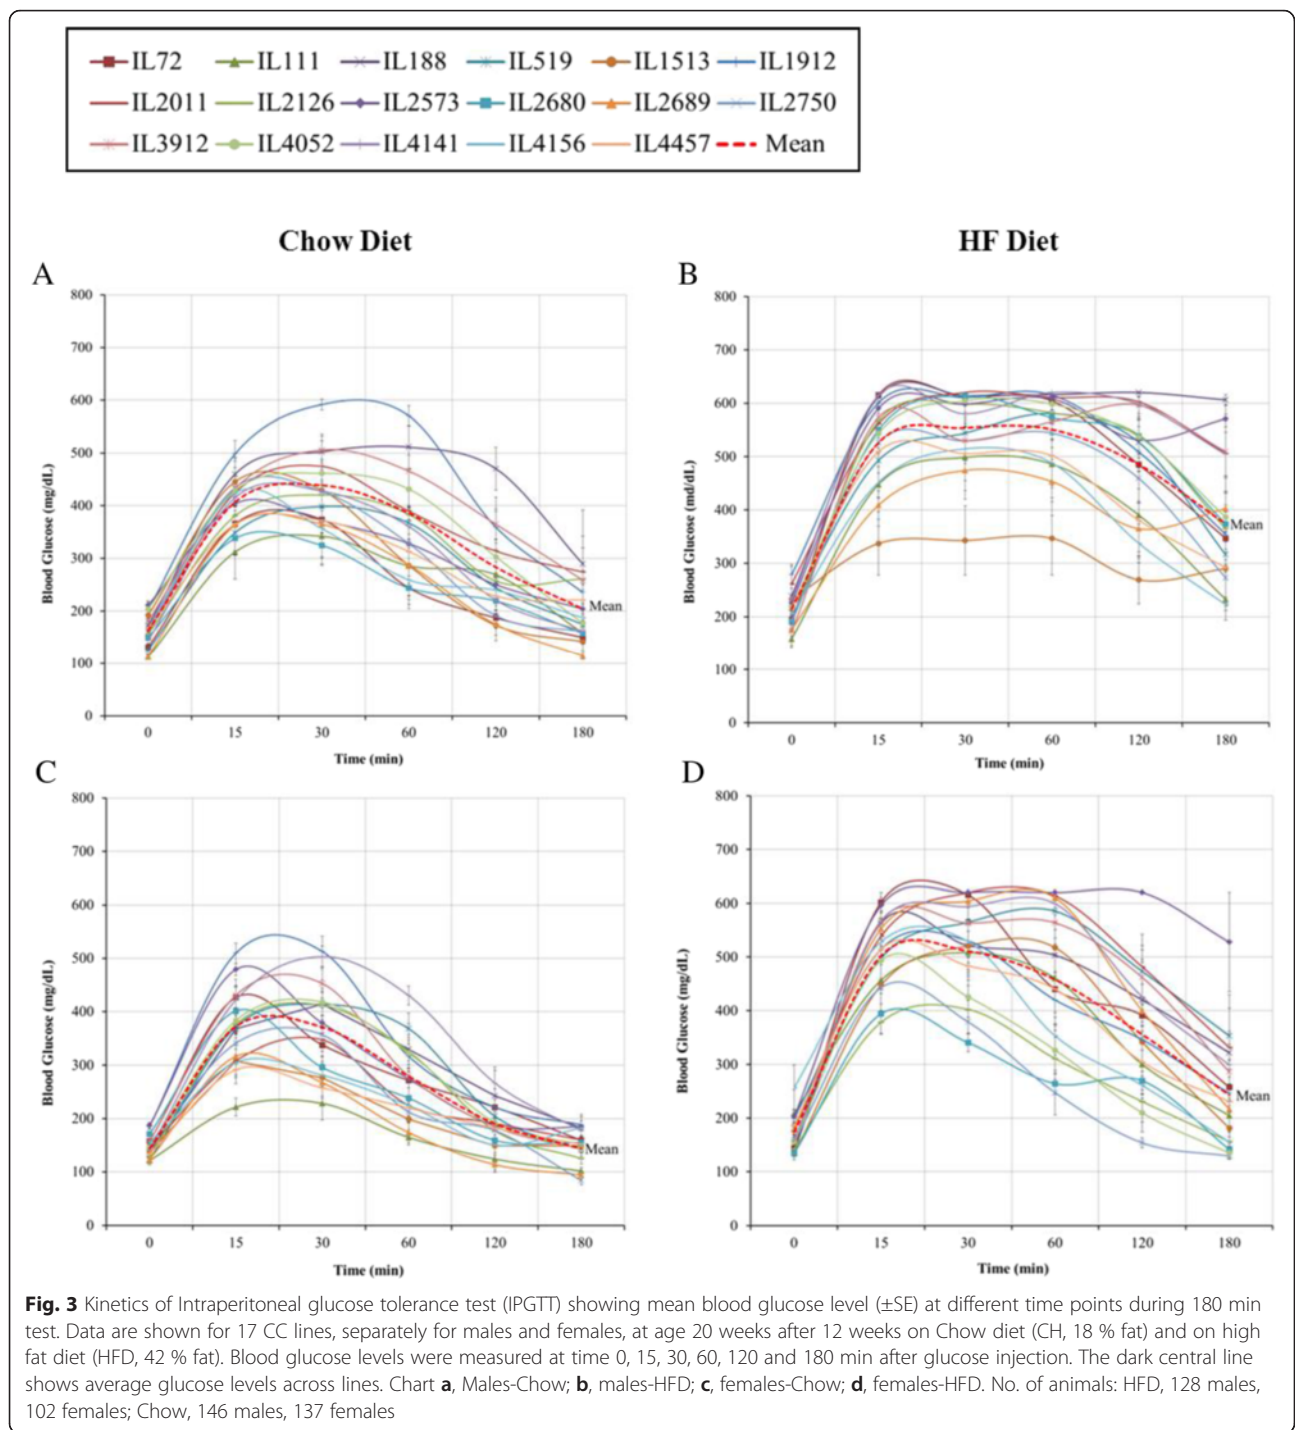 IL72 IL111 IL188 IL519 IL1513 IL1912
IL2011 IL2126 IL2573 IL2680 IL2689 IL2750
IL3912 IL4052 IL4141 IL4156 IL4457 Mean
Chow Diet HF Diet
A
800
700
600
500
400
300
200
100
0
Blood Glucose (mg/dL)
0 15 30 60 120 180
Time (min)
Mean
B
800
700
600
500
400
300
200
100
0
Blood Glucose (md/dL)
0 15 30 60 120 180
Time (min)
Mean
C
800
700
600
500
400
300
200
100
0
Blood Glucose (mg/dL)
0 15 30 60 120 180
Time (min)
Mean
D
800
700
600
500
400
300
200
100
0
Blood Glucose (mg/dL)
0 15 30 60 120 180
Time (min)
Mean
Fig. 3 Kinetics of Intraperitoneal glucose tolerance test (IPGTT) showing mean blood glucose level (±SE) at different time points during 180 min
test. Data are shown for 17 CC lines, separately for males and females, at age 20 weeks after 12 weeks on Chow diet (CH, 18 % fat) and on high
fat diet (HFD, 42 % fat). Blood glucose levels were measured at time 0, 15, 30, 60, 120 and 180 min after glucose injection. The dark central line
shows average glucose levels across lines. Chart a, Males-Chow; b, males-HFD; c, females-Chow; d, females-HFD. No. of animals: HFD, 128 males,
102 females; Chow, 146 males, 137 females